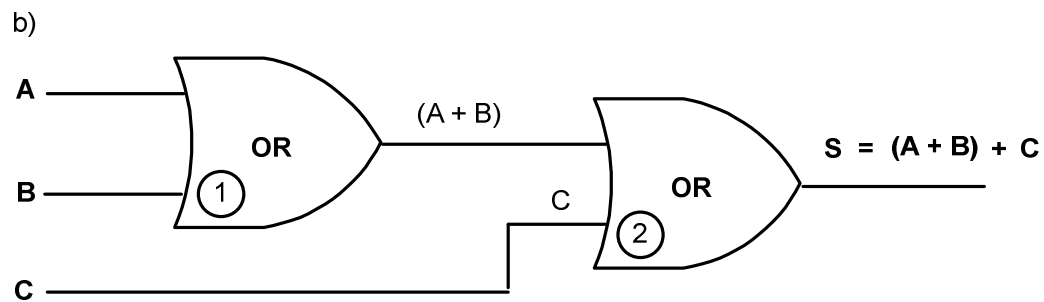 b)
A
(A + B)
OR
S = (A + B) + C
B
1
C
OR
2
C